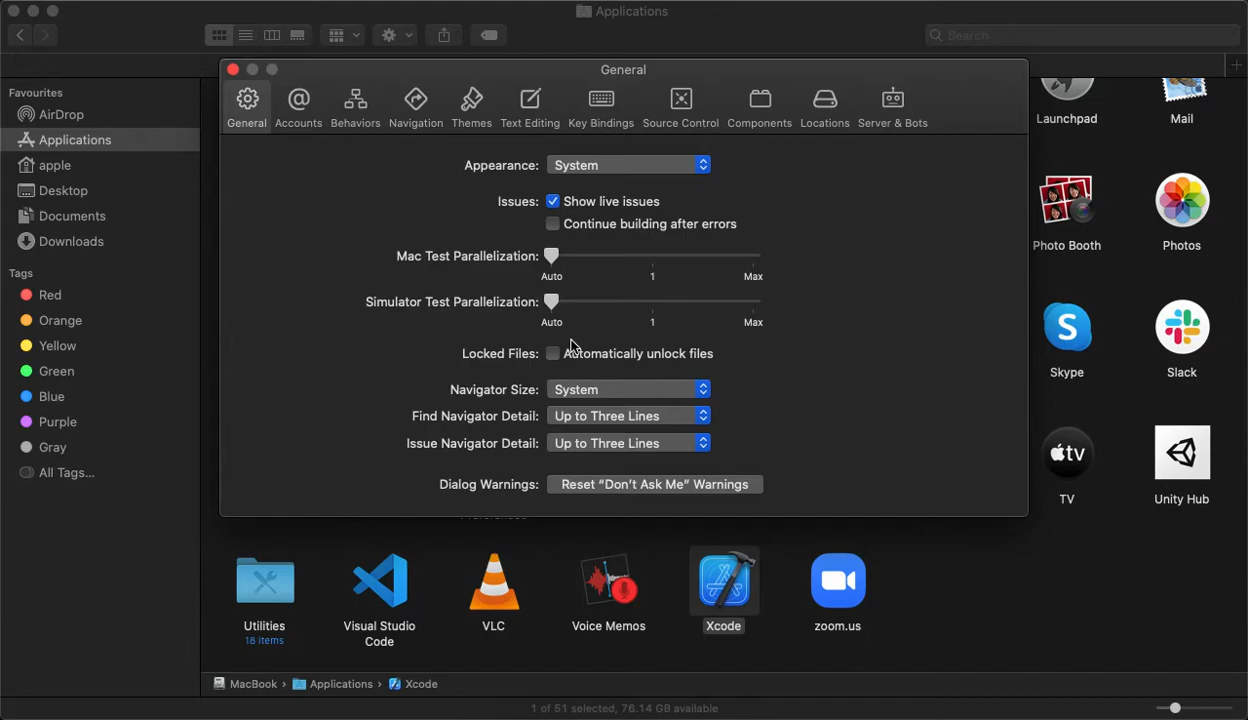 Applications
Search
General
General
Accounts
Behaviors
Navigation
Themes
Text Editing
Key Bindings
Source Control
Components
Locations
Server & Bots
Favourites
AirDrop
Applications
apple
Desktop
Documents
Downloads
Tags
Red
Orange
Yellow
Green
Blue
Purple
Gray
All Tags...
Appearance: System
Issues: Show live issues
Continue building after errors
Mac Test Parallelization:
Auto 1 Max
Simulator Test Parallelization:
Auto 1 Max
Locked Files: Automatically unlock files
Navigator Size: System
Find Navigator Detail: Up to Three Lines
Issue Navigator Detail: Up to Three Lines
Dialog Warnings: Reset “Don’t Ask Me” Warnings
Launchpad
Mail
Photo Booth
Photos
Skype
Slack
tv
TV
Unity Hub
Utilities
18 items
Visual Studio
Code
VLC
Voice Memos
Xcode
zoom.us
MacBook › Applications › Xcode
1 of 51 selected, 76.14 GB available